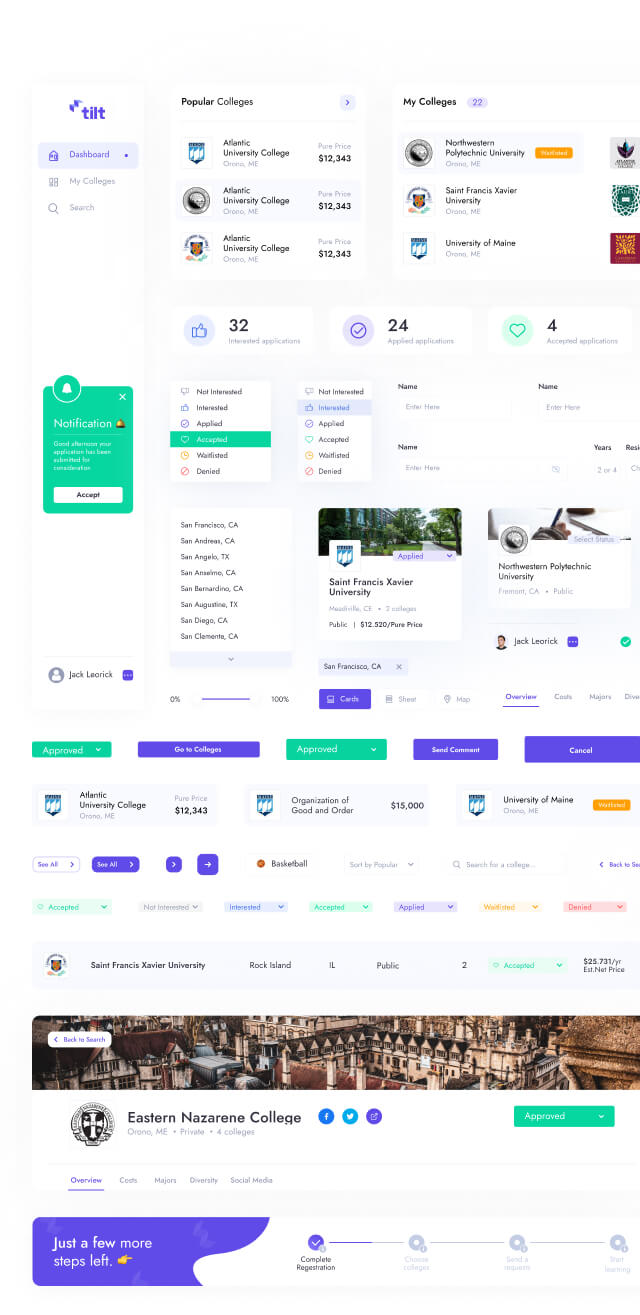 tilt
Dashboard
My Colleges
Search
Notification
Good afternoon your
application has been
submitted for
consideration
Accept
Jack Leorick
Popular Colleges
Atlantic
University College
Orono, ME
Pure Price
$12,343
Atlantic
University College
Orono, ME
Pure Price
$12,343
Atlantic
University College
Orono, ME
Pure Price
$12,343
My Colleges 22
Northwestern
Polytechnic University
Orono, ME
Waitlisted
Saint Francis Xavier
University
Orono, ME
University of Maine
Orono, ME
32
Interested applications
24
Applied applications
4
Accepted applications
Not Interested
Interested
Applied
Accepted
Waitlisted
Denied
Not Interested
Interested
Applied
Accepted
Waitlisted
Denied
Name
Enter Here
Name
Enter Here
Name
Enter Here
Years
2 or 4
Resi
Ch
San Francisco, CA
San Andreas, CA
San Angelo, TX
San Anselmo, CA
San Bernardino, CA
San Augustine, TX
San Diego, CA
San Clemente, CA
Applied
Saint Francis Xavier
University
Meadville, CE • 2 colleges
Public | $12.520/Pure Price
Select Status
Northwestern Polytechnic
University
Fremont, CA • Public
Jack Leorick
San Francisco, CA
0% 100%
Cards Sheet Map
Overview Costs Majors Dive
Approved Go to Colleges Approved Send Comment Cancel
Atlantic
University College
Orono, ME
Pure Price
$12,343
Organization of
Good and Order
$15,000
University of Maine
Orono, ME
Waitlisted
See All See All Basketball Sort by Popular Search for a college... Back to Sea
Accepted Not Interested Interested Accepted Applied Waitlisted Denied
Saint Francis Xavier University Rock Island IL Public 2 Accepted $25.731/yr
Est.Net Price
Back to Search
Eastern Nazarene College
Orono, ME • Private • 4 colleges
Approved
Overview Costs Majors Diversity Social Media
Just a few more
steps left.
Complete
Regestration
Choose
colleges
Send a
requests
Start
learning